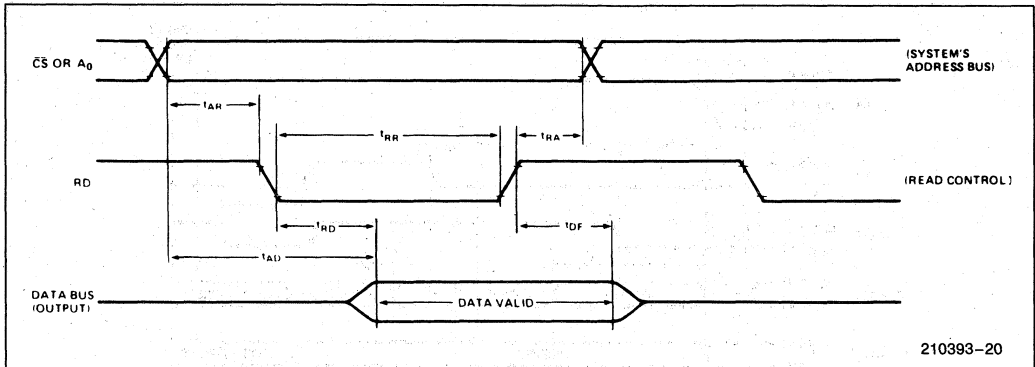 C̅S̅ OR A₀
(SYSTEM'S
ADDRESS BUS)
tAR
tRR
tRA
RD
(READ CONTROL)
tRD
tDF
tAD
DATA BUS
(OUTPUT)
DATA VALID
210393–20